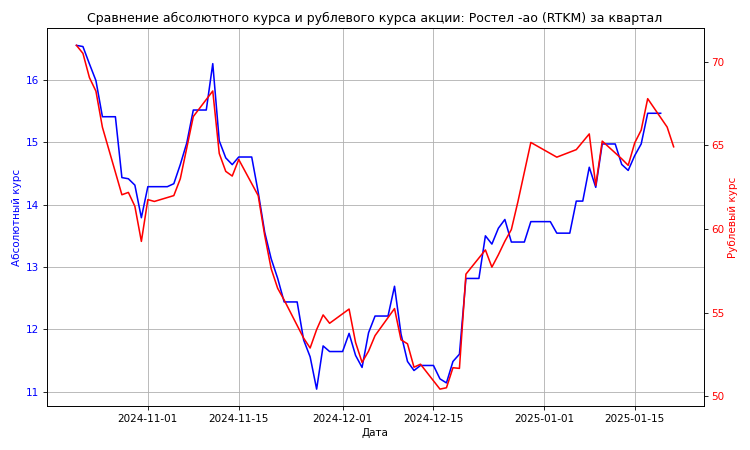 Сравнение абсолютного курса и рублевого курса акции: Ростел -ао (RTKM) за квартал
Абсолютный курс
16
15
14
13
12
11
70
65
60
55
50
Рублевый курс
2024-11-01 2024-11-15 2024-12-01 2024-12-15 2025-01-01 2025-01-15
Дата